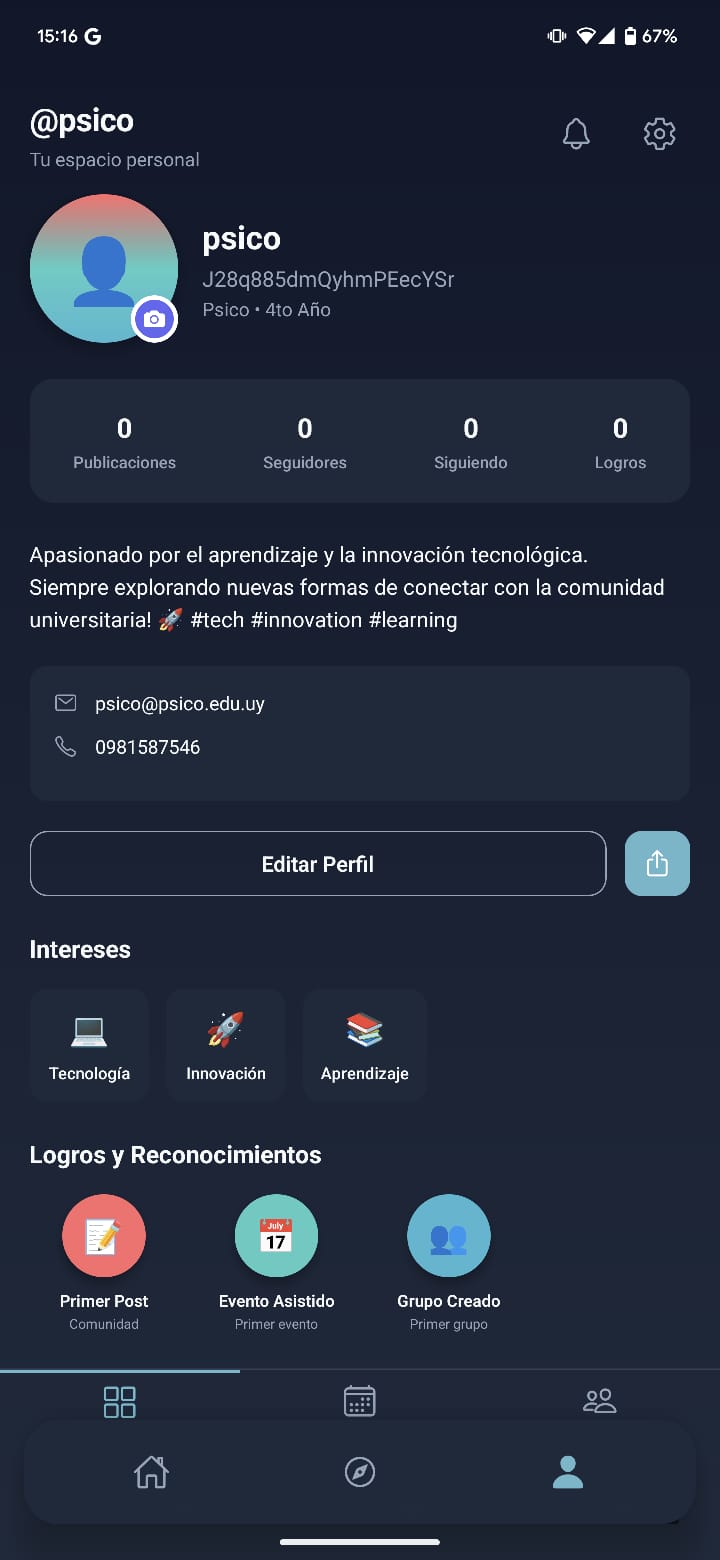 15:16 G
67%
@psico
Tu espacio personal
psico
J28q885dmQyhmPEecYSr
Psico • 4to Año
0 0 0 0
Publicaciones Seguidores Siguiendo Logros
Apasionado por el aprendizaje y la innovación tecnológica.
Siempre explorando nuevas formas de conectar con la comunidad
universitaria! 🚀 #tech #innovation #learning
psico@psico.edu.uy
0981587546
Editar Perfil
Intereses
Tecnología Innovación Aprendizaje
Logros y Reconocimientos
July
17
Primer Post Evento Asistido Grupo Creado
Comunidad Primer evento Primer grupo